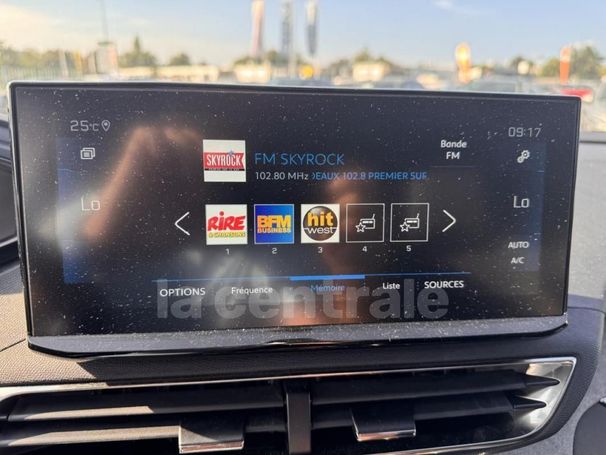 25°c
09:17
SKYROCK
FM SKYROCK
Bande
FM
102.80 MHz
DEAUX 102.8 PREMIER SUR
Lo
Lo
RIRE
& CHANSONS
BFM
BUSINESS
hit
west
1
2
3
4
5
AUTO
A/C
OPTIONS
Fréquence
Mémoire
Liste
SOURCES
la centrale